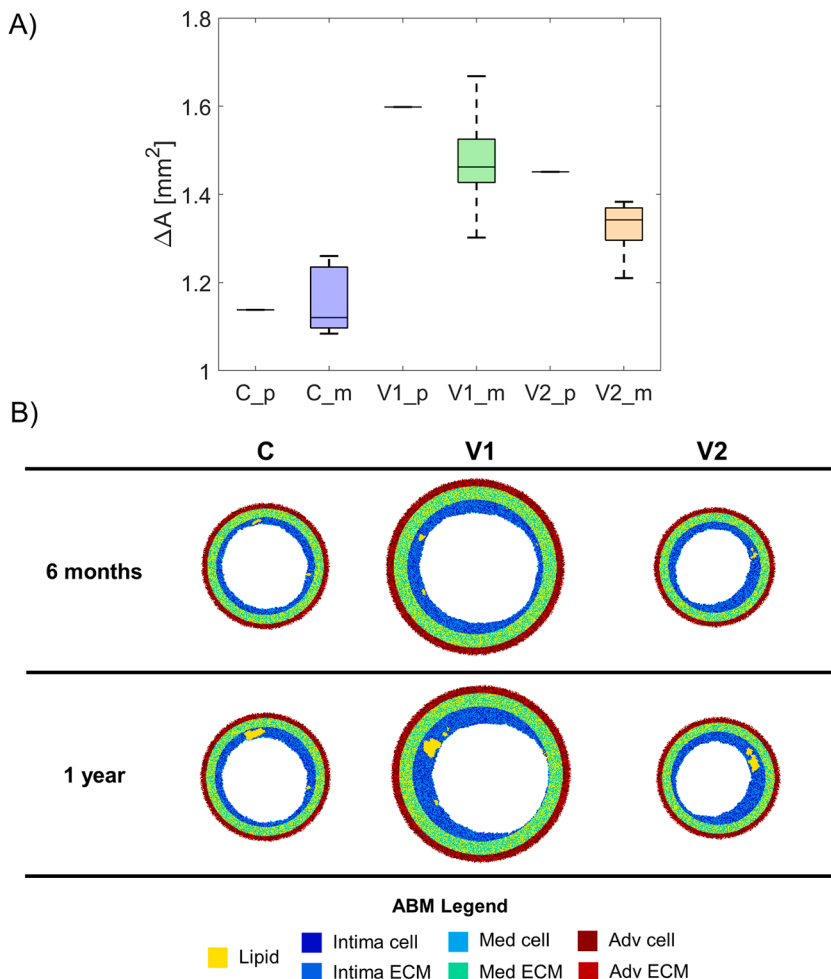 A)
1.8
1.6
1.4
1.2
1
ΔA [mm²]
C_p C_m V1_p V1_m V2_p V2_m
B)
C V1 V2
6 months
1 year
ABM Legend
Lipid Intima cell Med cell Adv cell
Intima ECM Med ECM Adv ECM